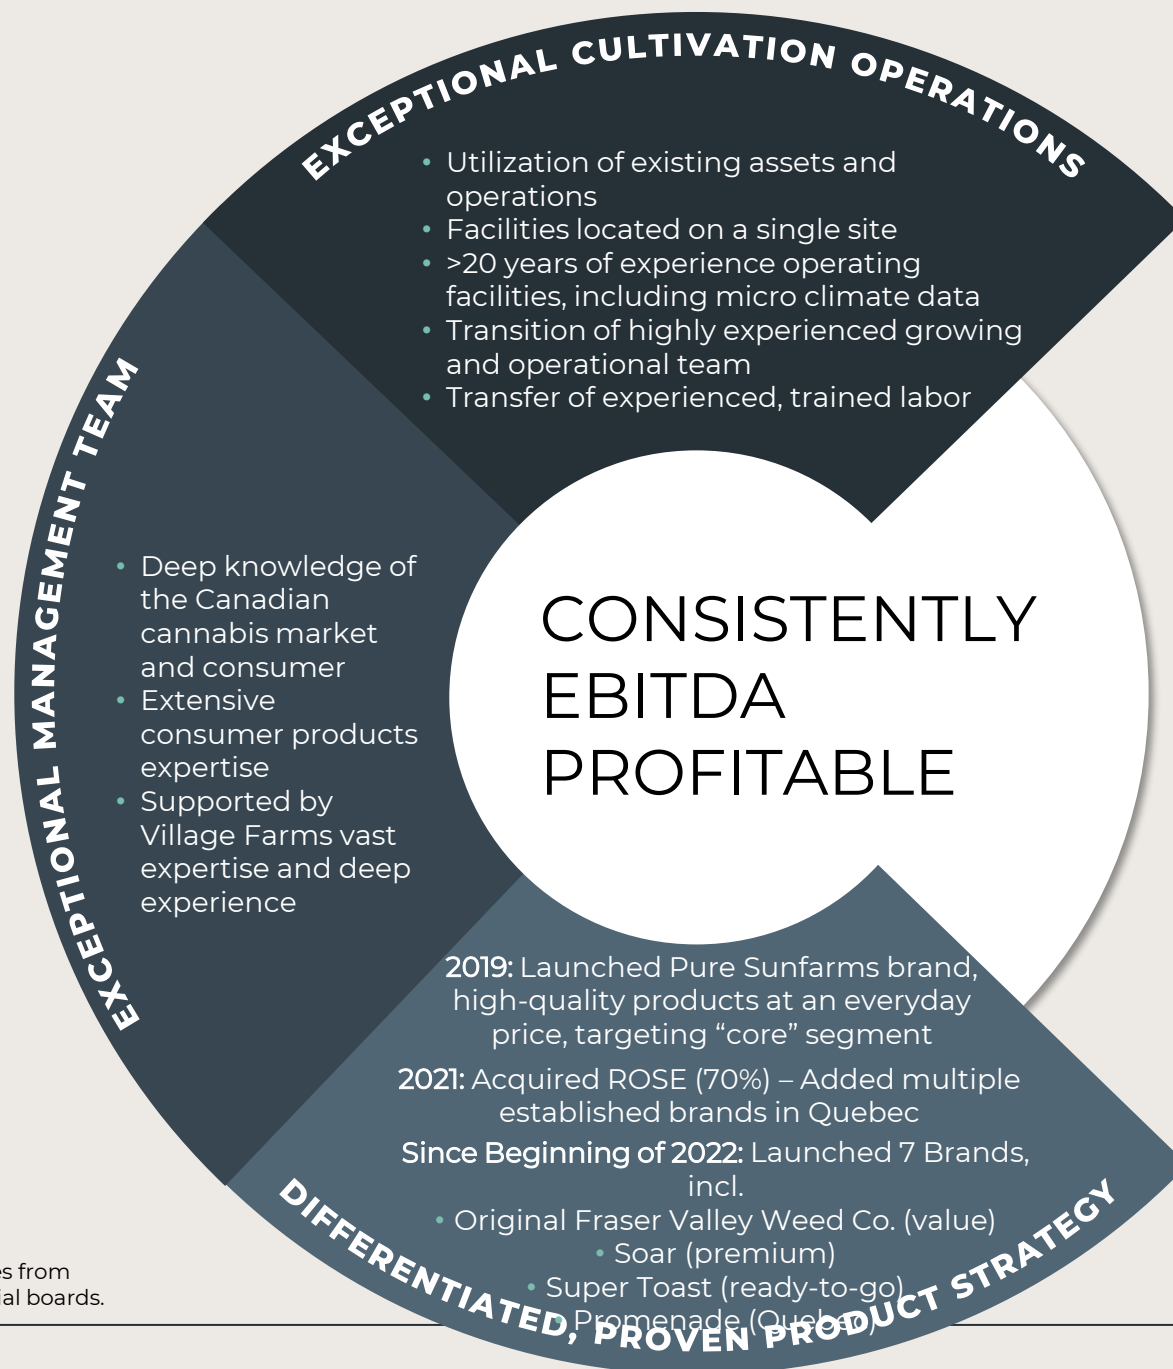 EXCEPTIONAL CULTIVATION OPERATIONS
• Utilization of existing assets and
operations
• Facilities located on a single site
• >20 years of experience operating
facilities, including micro climate data
• Transition of highly experienced growing
and operational team
• Transfer of experienced, trained labor
EXCEPTIONAL MANAGEMENT TEAM
• Deep knowledge of
the Canadian
cannabis market
and consumer
• Extensive
consumer products
expertise
• Supported by
Village Farms vast
expertise and deep
experience
CONSISTENTLY
EBITDA
PROFITABLE
2019: Launched Pure Sunfarms brand,
high-quality products at an everyday
price, targeting “core” segment
2021: Acquired ROSE (70%) – Added multiple
established brands in Quebec
Since Beginning of 2022: Launched 7 Brands,
incl.
• Original Fraser Valley Weed Co. (value)
• Soar (premium)
• Super Toast (ready-to-go)
• Promenade (Quebec)
DIFFERENTIATED, PROVEN PRODUCT STRATEGY
from
boards.